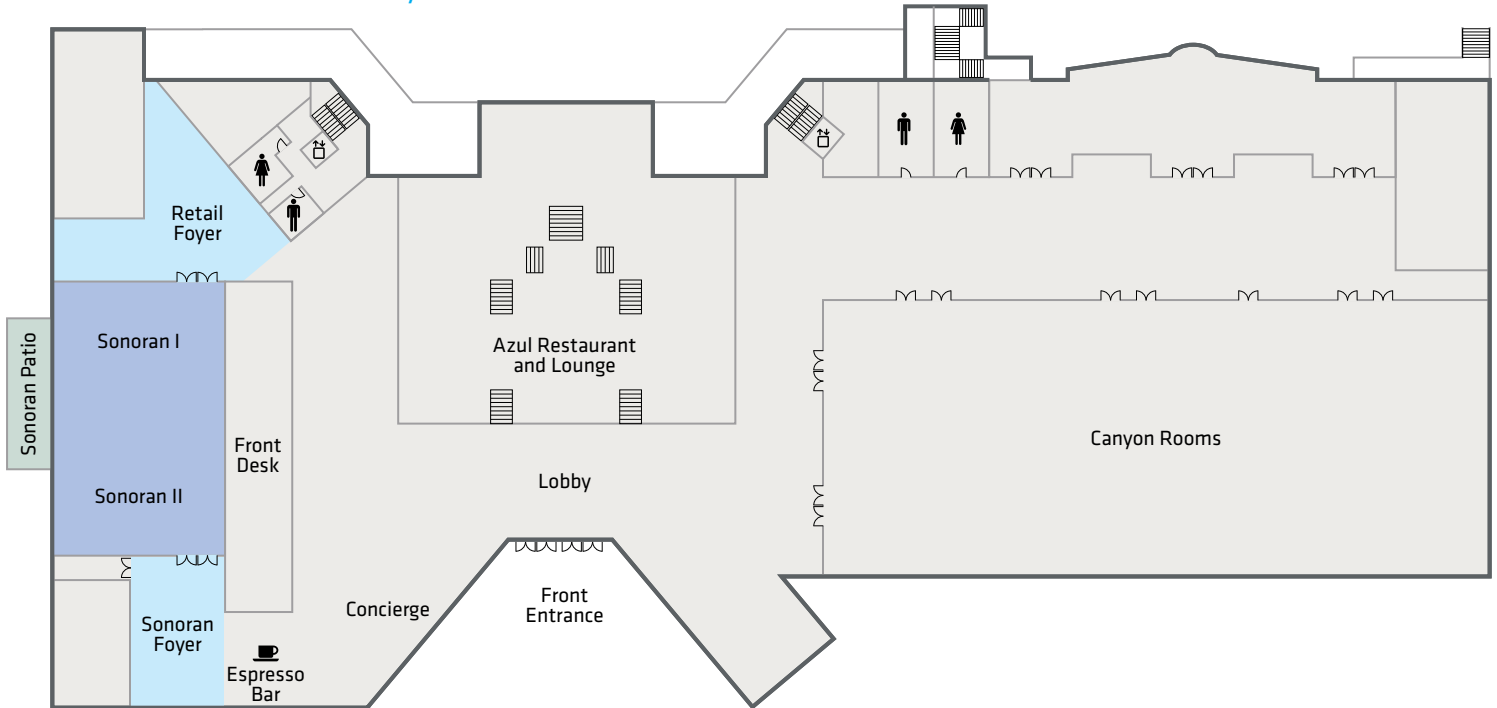 Retail
Foyer
Sonoran I
Sonoran Patio
Azul Restaurant
and Lounge
Front
Desk
Canyon Rooms
Lobby
Sonoran II
Concierge
Front
Entrance
Sonoran
Foyer
Espresso
Bar